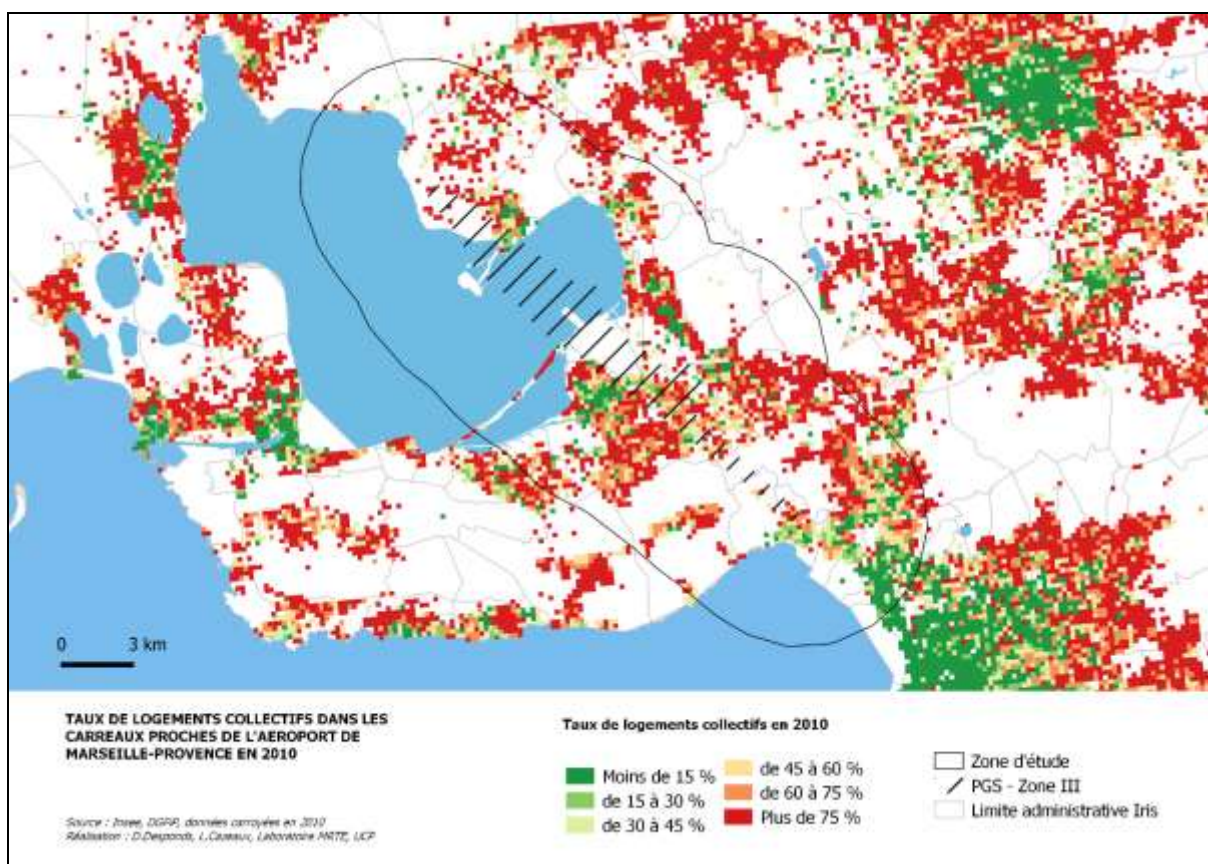 0 3 km
TAUX DE LOGEMENTS COLLECTIFS DANS LES
CARREAUX PROCHES DE L'AEROPORT DE
MARSEILLE-PROVENCE EN 2010
Source : Insee, DGFiP, données carroyées en 2010
Réalisation : D.Desponds, L.Cazeaux, Laboratoire MRTE, UCP
Taux de logements collectifs en 2010
Moins de 15 %
de 15 à 30 %
de 30 à 45 %
de 45 à 60 %
de 60 à 75 %
Plus de 75 %
Zone d'étude
PGS - Zone III
Limite administrative Iris